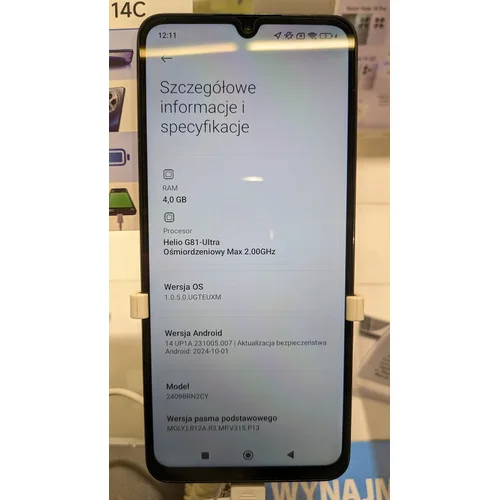 14C
12:11
Szczegółowe
informacje i
specyfikacje
RAM
4,0 GB
Procesor
Helio G81-Ultra
Ośmiordzeniowy Max 2.00GHz
Wersja OS
1.0.5.0.UGTEUXM
Wersja Android
14 UP1A.231005.007 | Aktualizacja bezpieczeństwa
Android: 2024-10-01
Model
2409BRN2CY
Wersja pasma podstawowego
MOLY.LR12A.R3.MP.V315.P13
WYNAJM